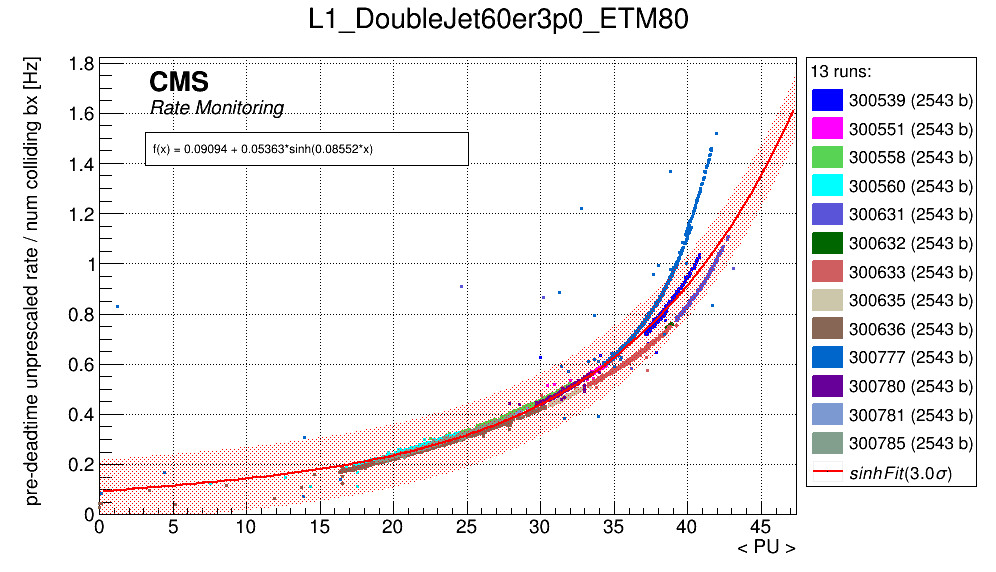 L1_DoubleJet60er3p0_ETM80
pre-deadtime unprescaled rate / num colliding bx [Hz]
1.8
1.6
1.4
1.2
1
0.8
0.6
0.4
0.2
0
CMS
Rate Monitoring
f(x) = 0.09094 + 0.05363*sinh(0.08552*x)
0 5 10 15 20 25 30 35 40 45
< PU >
13 runs:
300539 (2543 b)
300551 (2543 b)
300558 (2543 b)
300560 (2543 b)
300631 (2543 b)
300632 (2543 b)
300633 (2543 b)
300635 (2543 b)
300636 (2543 b)
300777 (2543 b)
300780 (2543 b)
300781 (2543 b)
300785 (2543 b)
sinhFit(3.0σ)